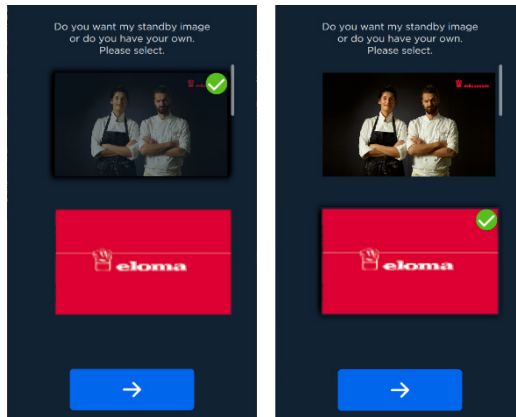 Do you want my standby image
or do you have your own.
Please select.
eloma
Do you want my standby image
or do you have your own.
Please select.
eloma
eloma